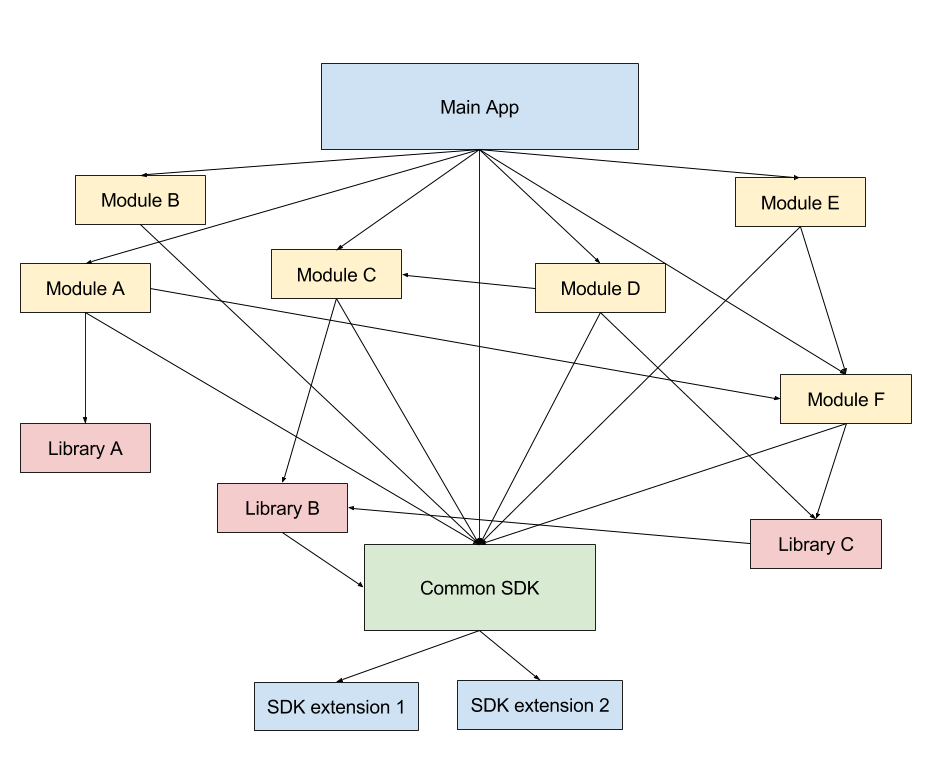 Main App
Module B
Module E
Module A
Module C
Module D
Module F
Library A
Library B
Library C
Common SDK
SDK extension 1
SDK extension 2